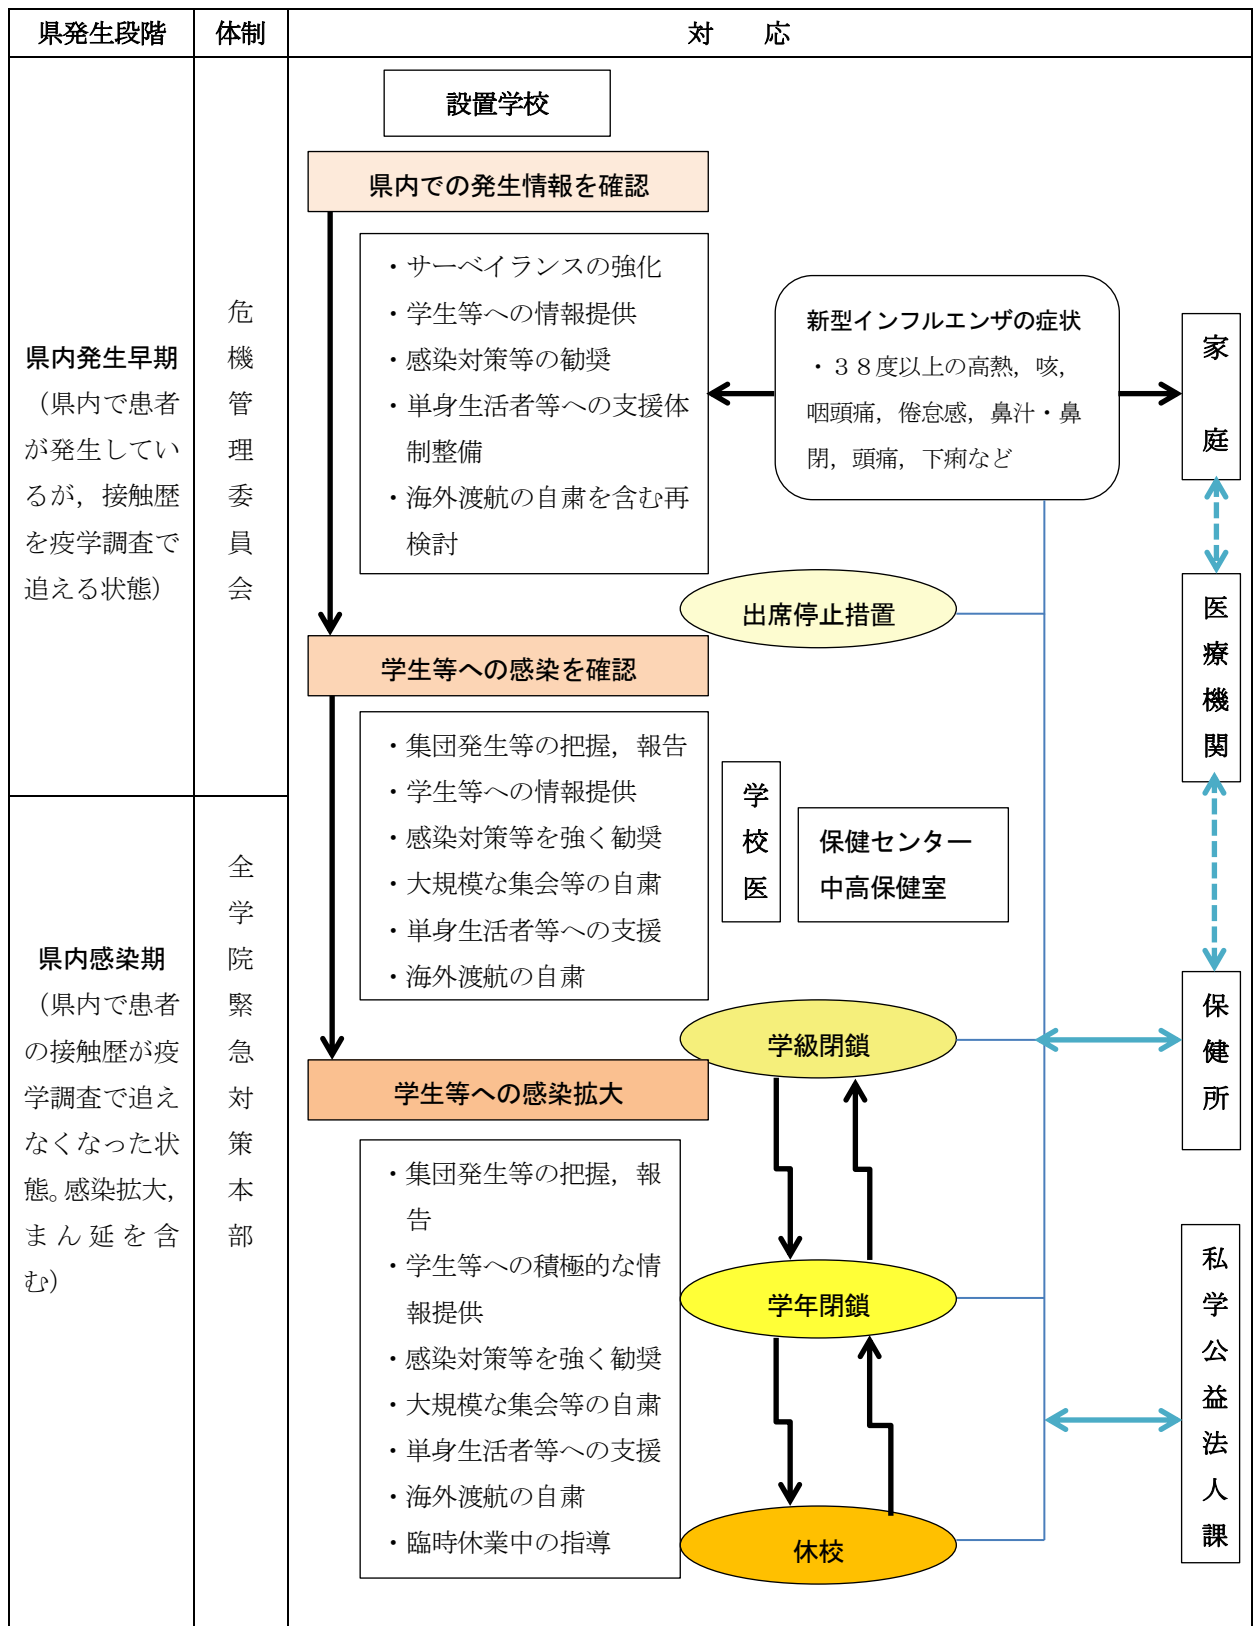 県発生段階
体制
対　応
県内発生早期
（県内で患者
が発生してい
るが，接触歴
を疫学調査で
追える状態）
危機管理委員会
設置学校
県内での発生情報を確認
・サーベイランスの強化
・学生等への情報提供
・感染対策等の勧奨
・単身生活者等への支援体
制整備
・海外渡航の自粛を含む再
検討
新型インフルエンザの症状
・３８度以上の高熱，咳，
咽頭痛，倦怠感，鼻汁・鼻
閉，頭痛，下痢など
家庭
出席停止措置
医療機関
学生等への感染を確認
・集団発生等の把握，報告
・学生等への情報提供
・感染対策等を強く勧奨
・大規模な集会等の自粛
・単身生活者等への支援
・海外渡航の自粛
学校医
保健センター
中高保健室
県内感染期
（県内で患者
の接触歴が疫
学調査で追え
なくなった状
態。感染拡大，
まん延を含
む）
全学院緊急対策本部
保健所
学級閉鎖
学生等への感染拡大
・集団発生等の把握，報
告
・学生等への積極的な情
報提供
・感染対策等を強く勧奨
・大規模な集会等の自粛
・単身生活者等への支援
・海外渡航の自粛
・臨時休業中の指導
学年閉鎖
休校
私学公益法人課